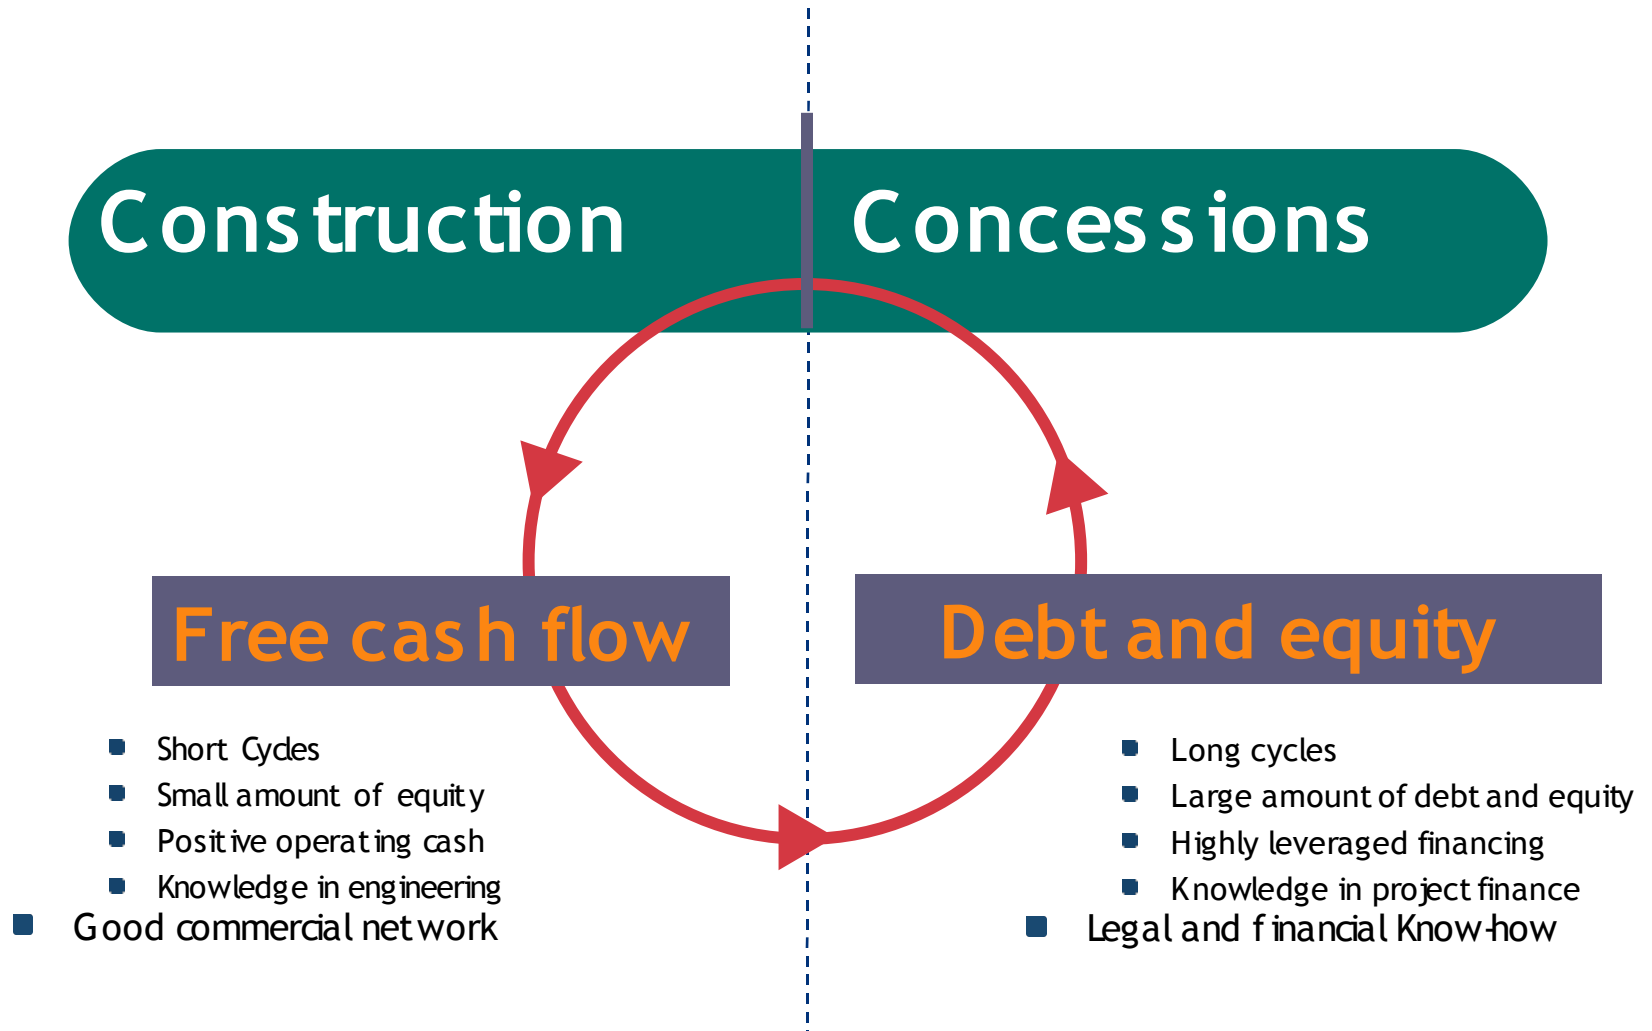 Construction
Concessions
Free cash flow
Debt and equity
Short Cycles
Small amount of equity
Positive operating cash
Knowledge in engineering
Good commercial network
Long cycles
Large amount of debt and equity
Highly leveraged financing
Knowledge in project finance
Legal and financial Know-how